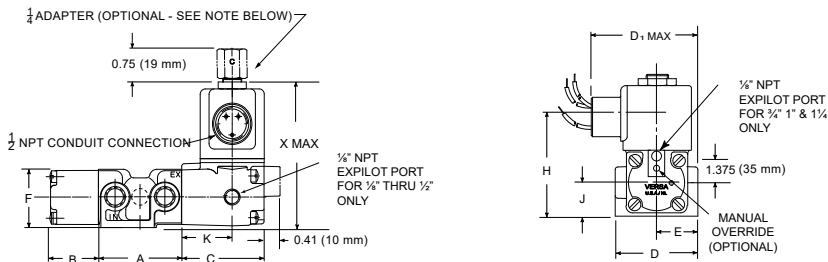 ¼ ADAPTER (OPTIONAL - SEE NOTE BELOW)
0.75 (19 mm)
C
½ NPT CONDUIT CONNECTION
X MAX
⅛" NPT
EXPILOT PORT
FOR ⅛" THRU ½"
ONLY
EX
F
IN
K
0.41 (10 mm)
B
A
C
D₁ MAX
⅛" NPT
EXPILOT PORT
FOR ¾" 1" & 1¼
ONLY
H
1.375 (35 mm)
J
VERSA
MANUAL
OVERRIDE
(OPTIONAL)
E
D